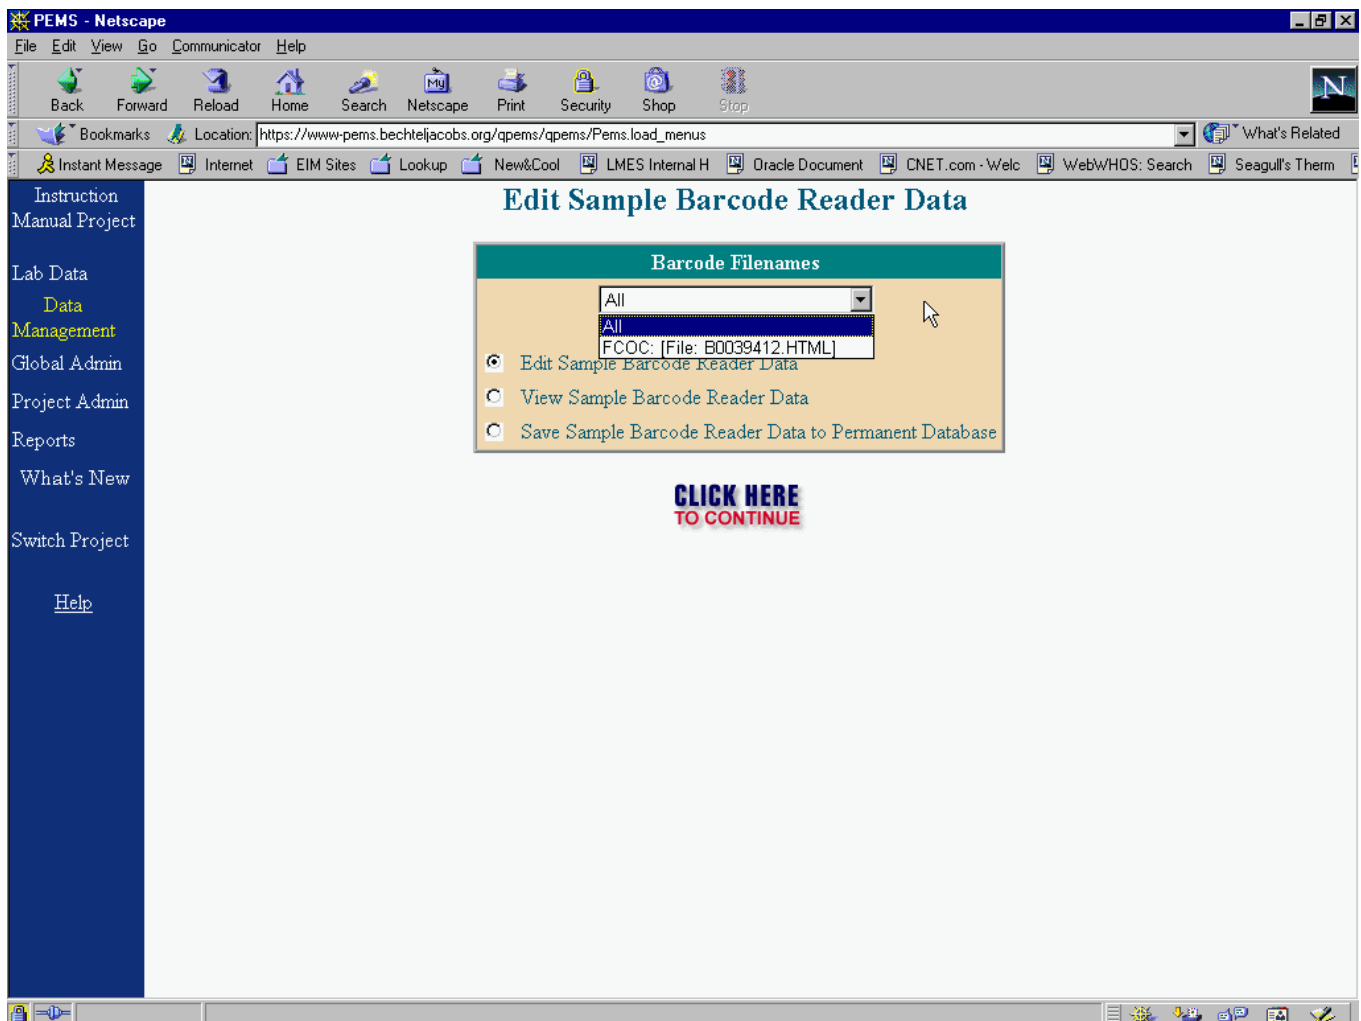 PEMS - Netscape
File Edit View Go Communicator Help
Back Forward Reload Home Search Netscape Print Security Shop Stop
My
N
Bookmarks Location: https://www-pems.bechteljacobs.org/qpems/qpems/Pems.load_menus What's Related
Instant Message Internet EIM Sites Lookup New&Cool LMES Internal H Oracle Document CNET.com - Welc WebWHOS: Search Seagull's Therm
Instruction
Manual Project
Lab Data
Data
Management
Global Admin
Project Admin
Reports
What's New
Switch Project
Help
Edit Sample Barcode Reader Data
Barcode Filenames
All
All
FCOC: [File: B0039412.HTML]
Edit Sample Barcode Reader Data
View Sample Barcode Reader Data
Save Sample Barcode Reader Data to Permanent Database
CLICK HERE
TO CONTINUE